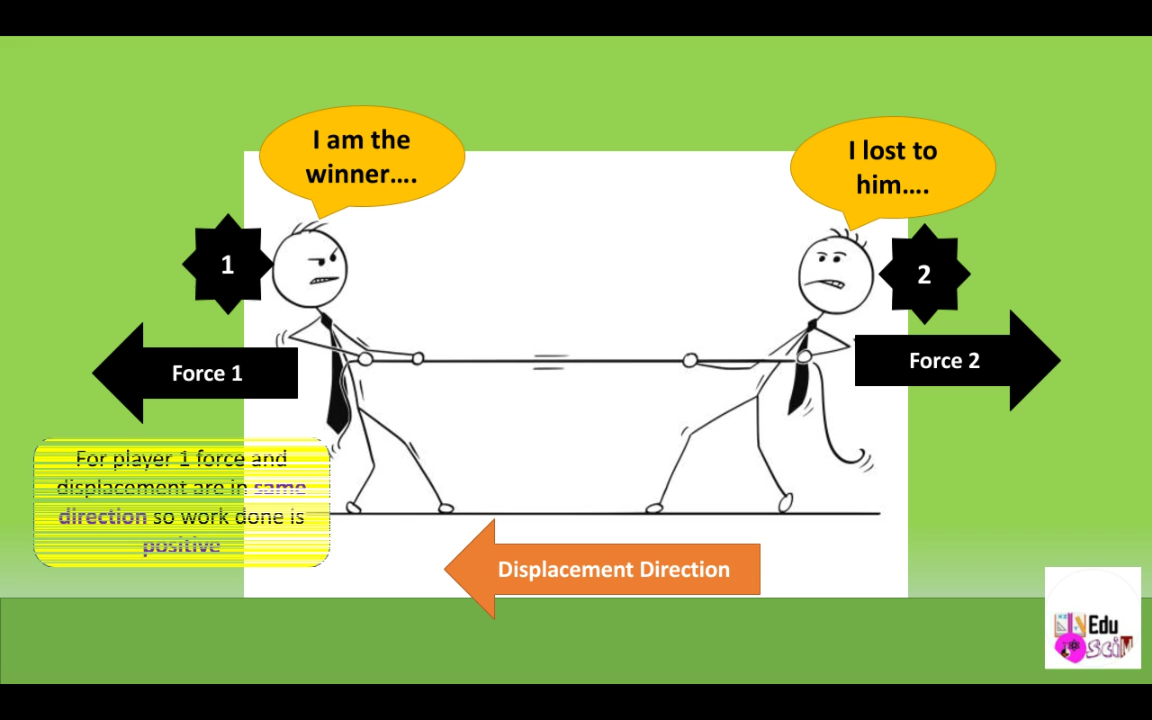 I am the
winner....
I lost to
him....
1
2
Force 1
Force 2
For player 1 force and
displacement are in same
direction so work done is
positive
Displacement Direction
Edu
SciM